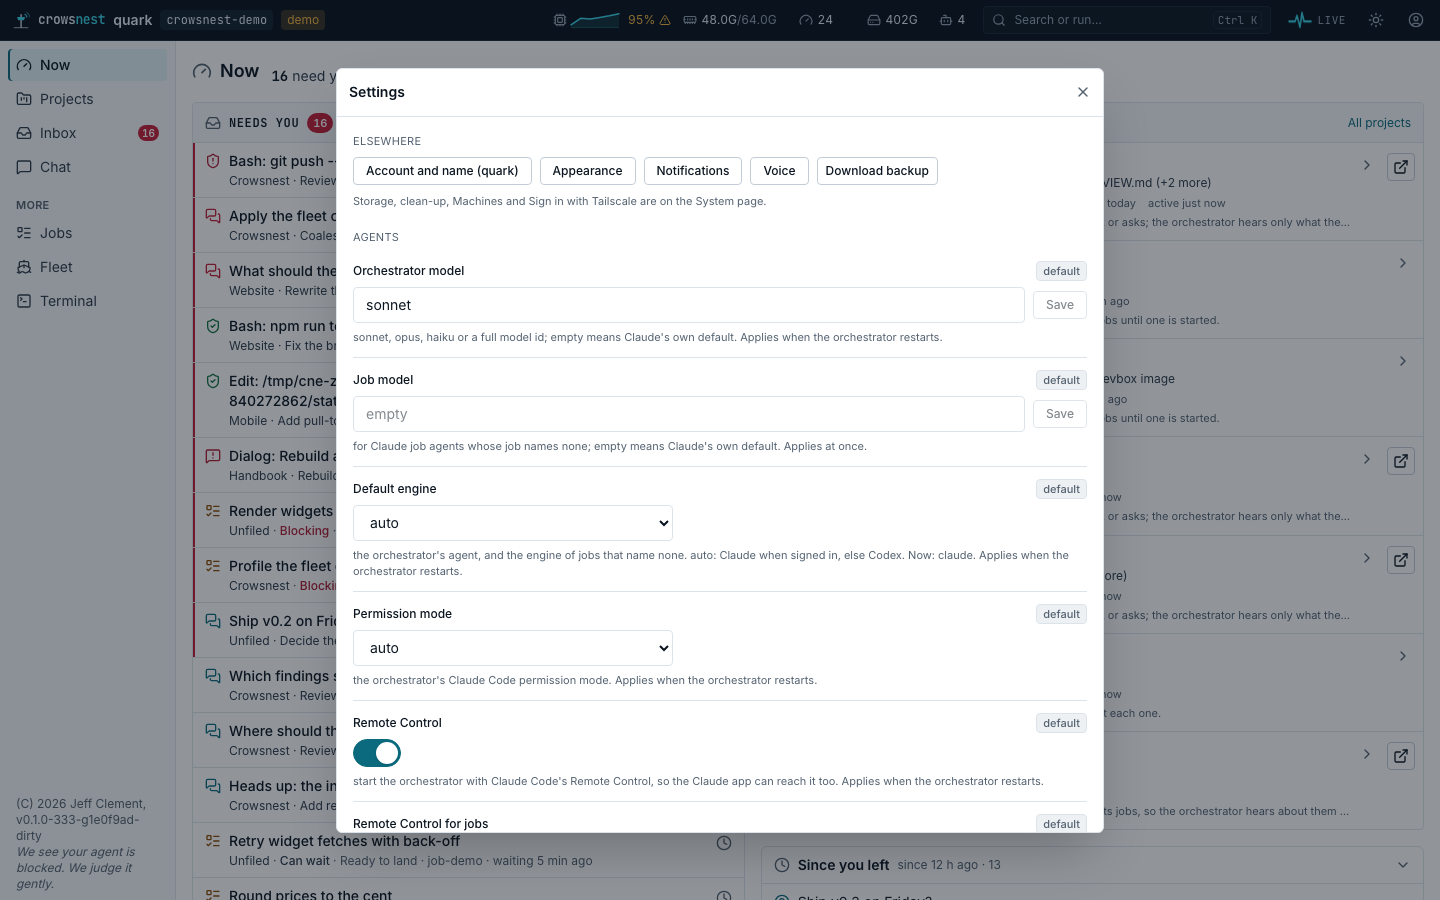 crowsnest quark crowsnest-demo demo
95% 48.0G/64.0G 24 402G 4 Search or run... Ctrl K LIVE
Now
Projects
Inbox 16
Chat
MORE
Jobs
Fleet
Terminal
(C) 2026 Jeff Clement,
v0.1.0-333-g1e0f9ad-
dirty
We see your agent is
blocked. We judge it
gently.
Now 16 need y
NEEDS YOU 16
Bash: git push --
Crowsnest · Review
Apply the fleet c
Crowsnest · Coales
What should the
Website · Rewrite th
Bash: npm run te
Website · Fix the br
Edit: /tmp/cne-z
840272862/stat
Mobile · Add pull-to
Dialog: Rebuild a
Handbook · Rebuild
Render widgets
Unfiled · Blocking ·
Profile the fleet
Crowsnest · Blockin
Ship v0.2 on Frid
Unfiled · Decide the
Which findings s
Crowsnest · Review
Where should th
Crowsnest · Review
Heads up: the in
Crowsnest · Add re
Retry widget fetches with back-off
Unfiled · Can wait · Ready to land · job-demo · waiting 5 min ago
Round prices to the cent
Settings
ELSEWHERE
Account and name (quark) Appearance Notifications Voice Download backup
Storage, clean-up, Machines and Sign in with Tailscale are on the System page.
AGENTS
Orchestrator model default
sonnet Save
sonnet, opus, haiku or a full model id; empty means Claude's own default. Applies when the orchestrator restarts.
Job model default
empty Save
for Claude job agents whose job names none; empty means Claude's own default. Applies at once.
Default engine default
auto
the orchestrator's agent, and the engine of jobs that name none. auto: Claude when signed in, else Codex. Now: claude. Applies when the
orchestrator restarts.
Permission mode default
auto
the orchestrator's Claude Code permission mode. Applies when the orchestrator restarts.
Remote Control default
start the orchestrator with Claude Code's Remote Control, so the Claude app can reach it too. Applies when the orchestrator restarts.
Remote Control for jobs default
All projects
VIEW.md (+2 more)
today active just now
or asks; the orchestrator hears only what the...
ago
bs until one is started.
evbox image
ago
bs until one is started.
now
or asks; the orchestrator hears only what the...
ore)
now
or asks; the orchestrator hears only what the...
now
t each one.
ts jobs, so the orchestrator hears about them ...
Since you left since 12 h ago · 13
Ship v0.2 on Friday?